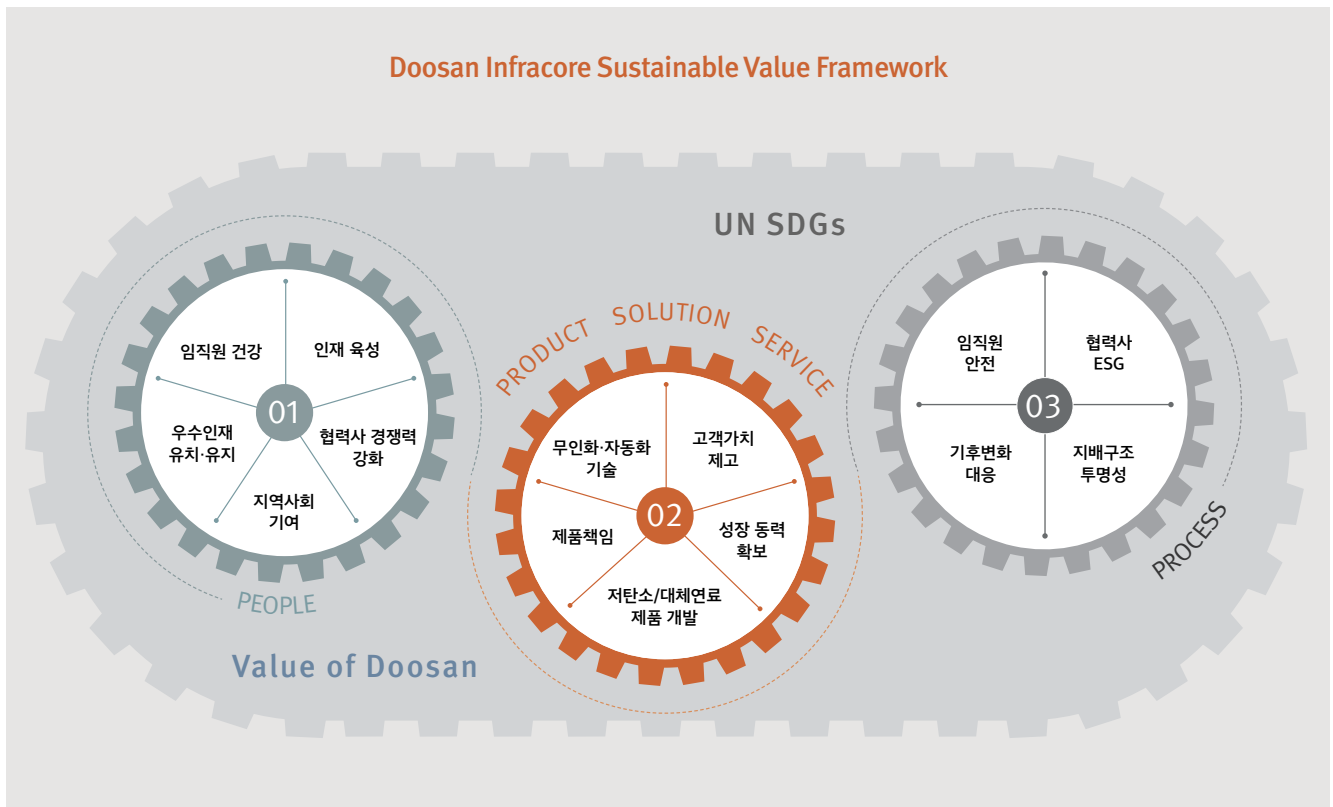 Doosan Infracore Sustainable Value Framework
UN SDGs
임직원 건강
인재 육성
01
우수인재
유치·유지
협력사 경쟁력
강화
지역사회
기여
PEOPLE
Value of Doosan
PRODUCT SOLUTION SERVICE
무인화·자동화
기술
고객가치
제고
02
제품책임
성장 동력
확보
저탄소/대체연료
제품 개발
임직원
안전
협력사
ESG
03
기후변화
대응
지배구조
투명성
PROCESS